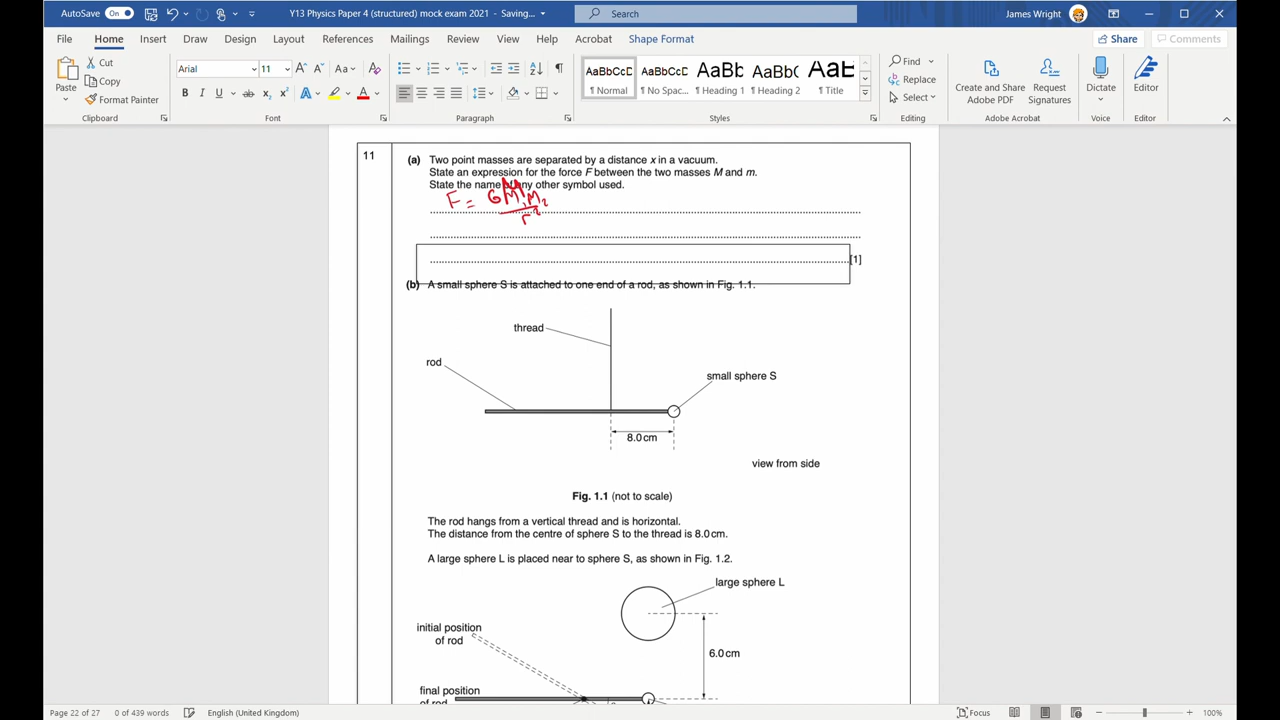 AutoSave On Y13 Physics Paper 4 (structured) mock exam 2021 - Saving... Search James Wright
File Home Insert Draw Design Layout References Mailings Review View Help Acrobat Shape Format Share Comments
Paste Cut Copy Format Painter
Clipboard
Arial 11
Font
Paragraph
AaBbCcD ¶ Normal
AaBbCcD ¶ No Spac...
AaBb( Heading 1
AaBb( Heading 2
AaB Title
Styles
Find Replace Select
Editing
Create and Share Adobe PDF
Request Signatures
Adobe Acrobat
Dictate
Voice
Editor
Editor
11
(a) Two point masses are separated by a distance x in a vacuum.
State an expression for the force F between the two masses M and m.
State the name any other symbol used.
F =
r²
[1]
(b) A small sphere S is attached to one end of a rod, as shown in Fig. 1.1.
thread
rod
small sphere S
8.0 cm
view from side
Fig. 1.1 (not to scale)
The rod hangs from a vertical thread and is horizontal.
The distance from the centre of sphere S to the thread is 8.0 cm.
A large sphere L is placed near to sphere S, as shown in Fig. 1.2.
large sphere L
initial position
of rod
6.0 cm
final position
of rod
Page 22 of 27 0 of 439 words English (United Kingdom) Focus 100%